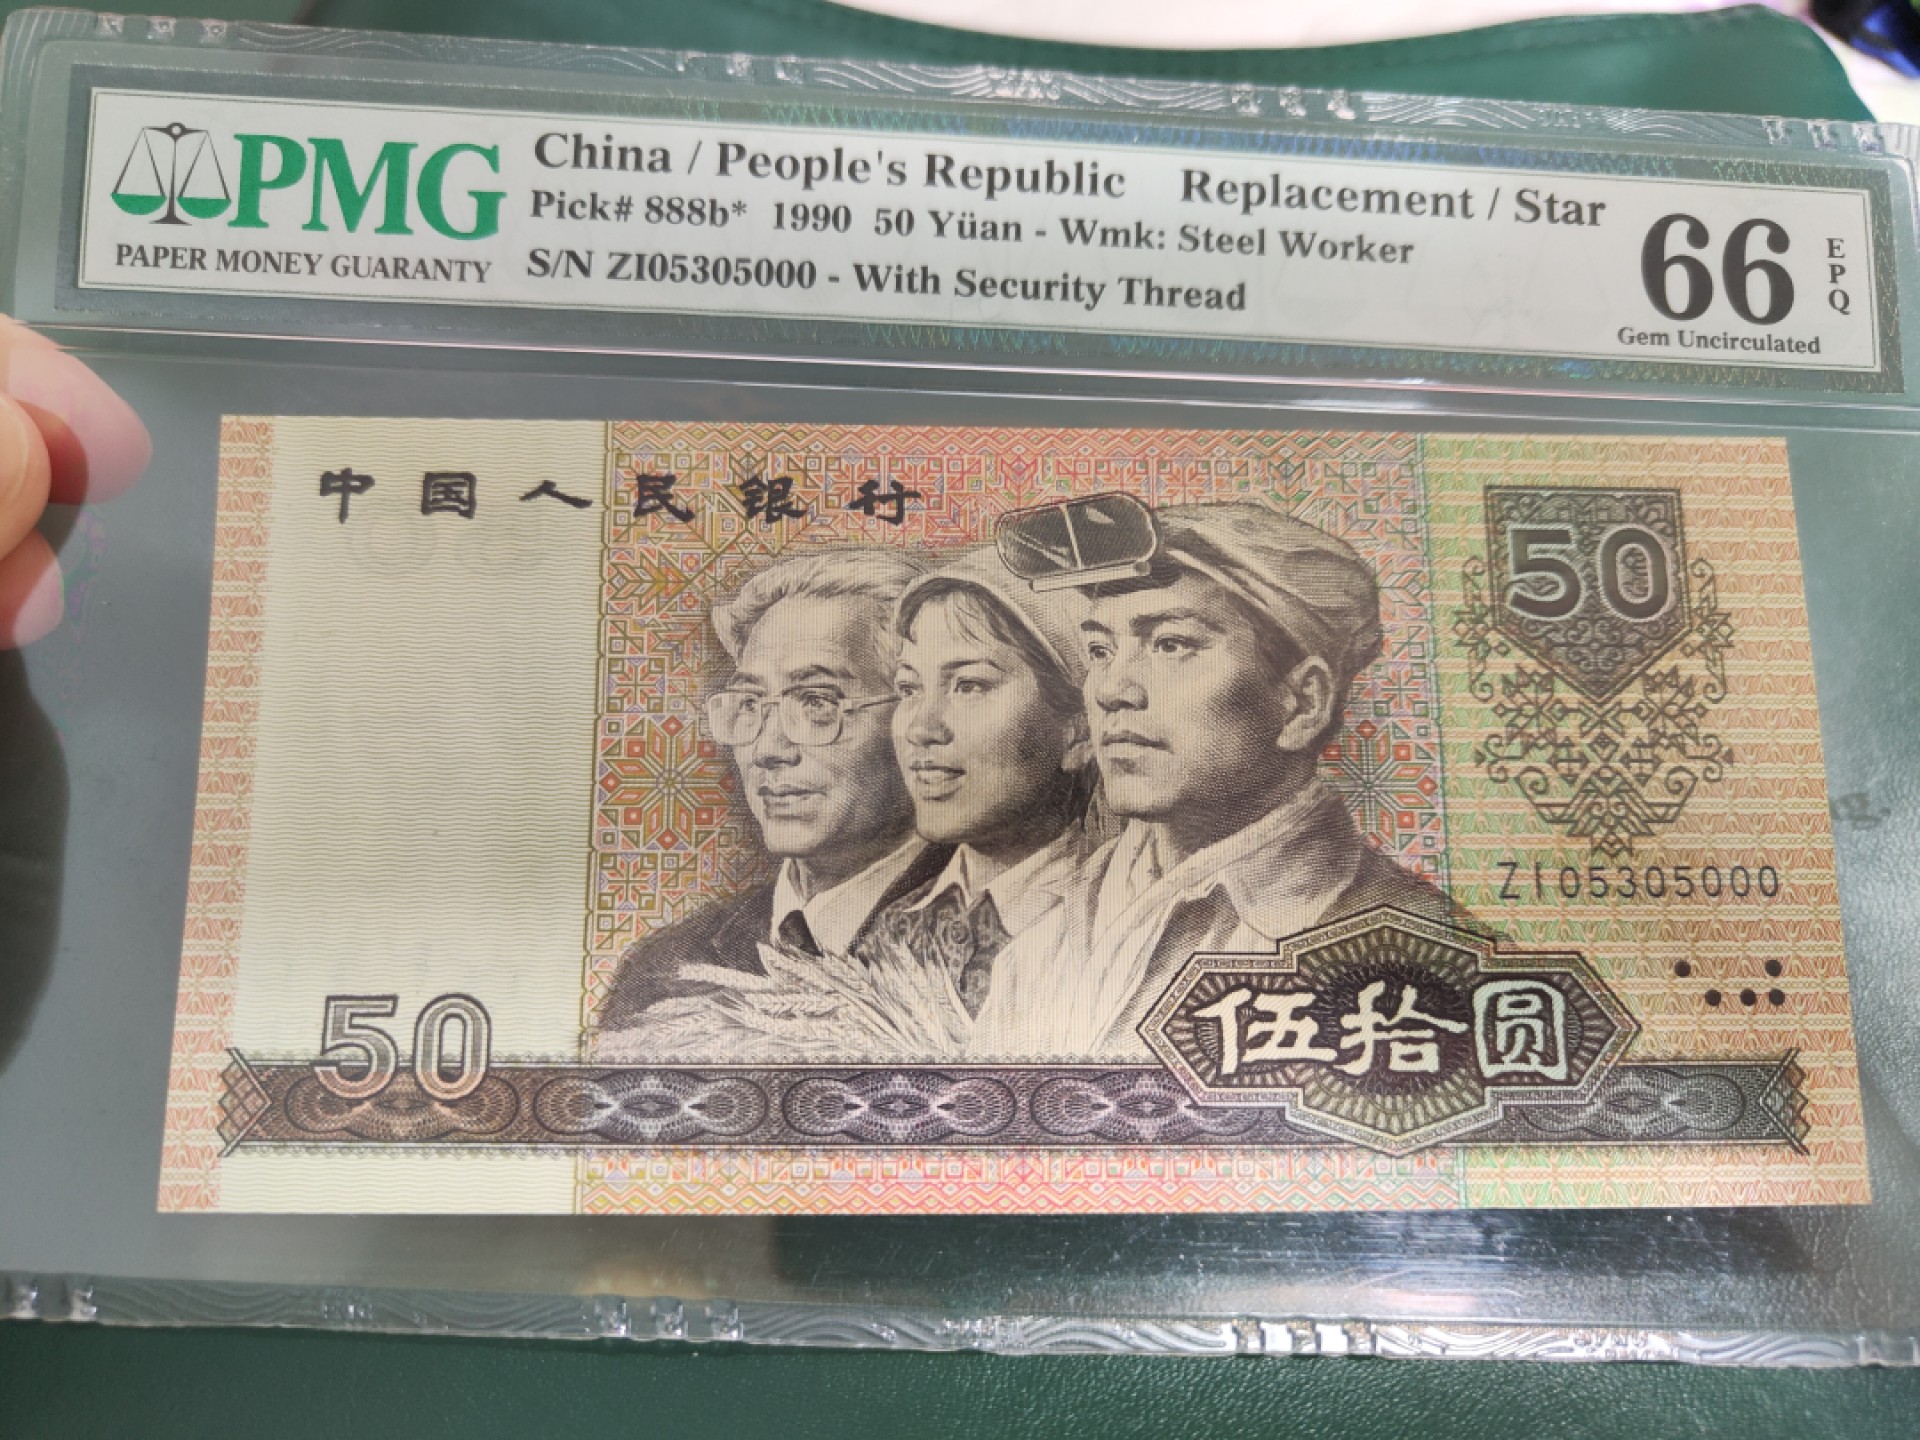 PMG
PAPER MONEY GUARANTY
China / People's Republic Replacement / Star
Pick# 888b* 1990 50 Yüan - Wmk: Steel Worker
S/N ZI05305000 - With Security Thread
66
EPQ
Gem Uncirculated
中国人民银行
50
ZI05305000
50
伍拾圆